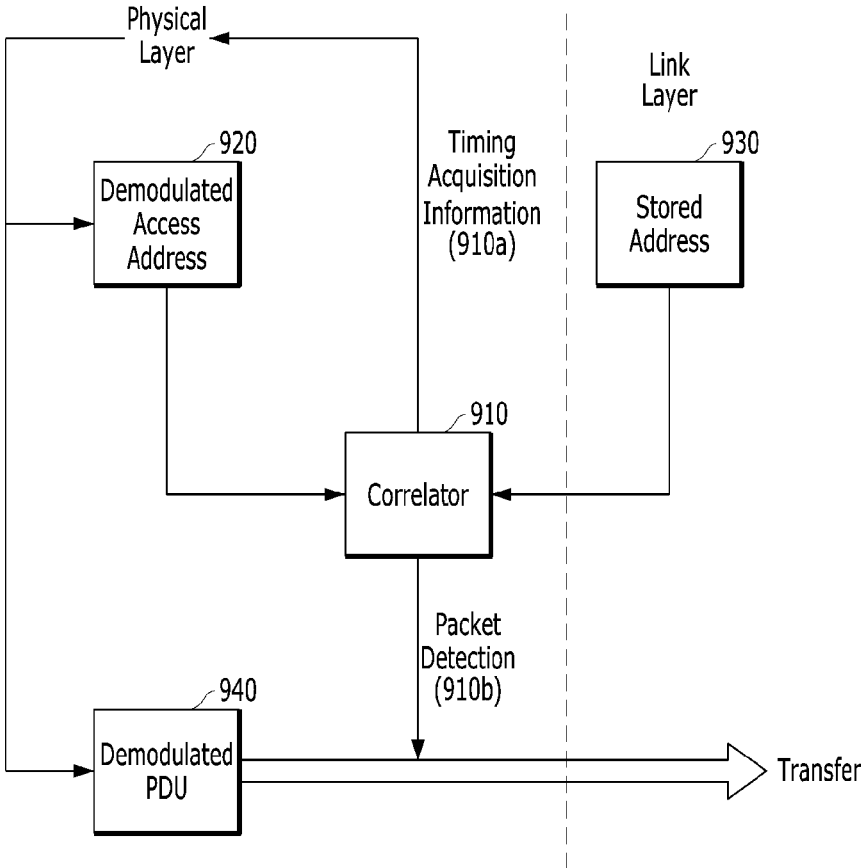 Physical
Layer
Link
Layer
920
Demodulated
Access
Address
Timing
Acquisition
Information
(910a)
930
Stored
Address
910
Correlator
Packet
Detection
(910b)
940
Demodulated
PDU
Transfer